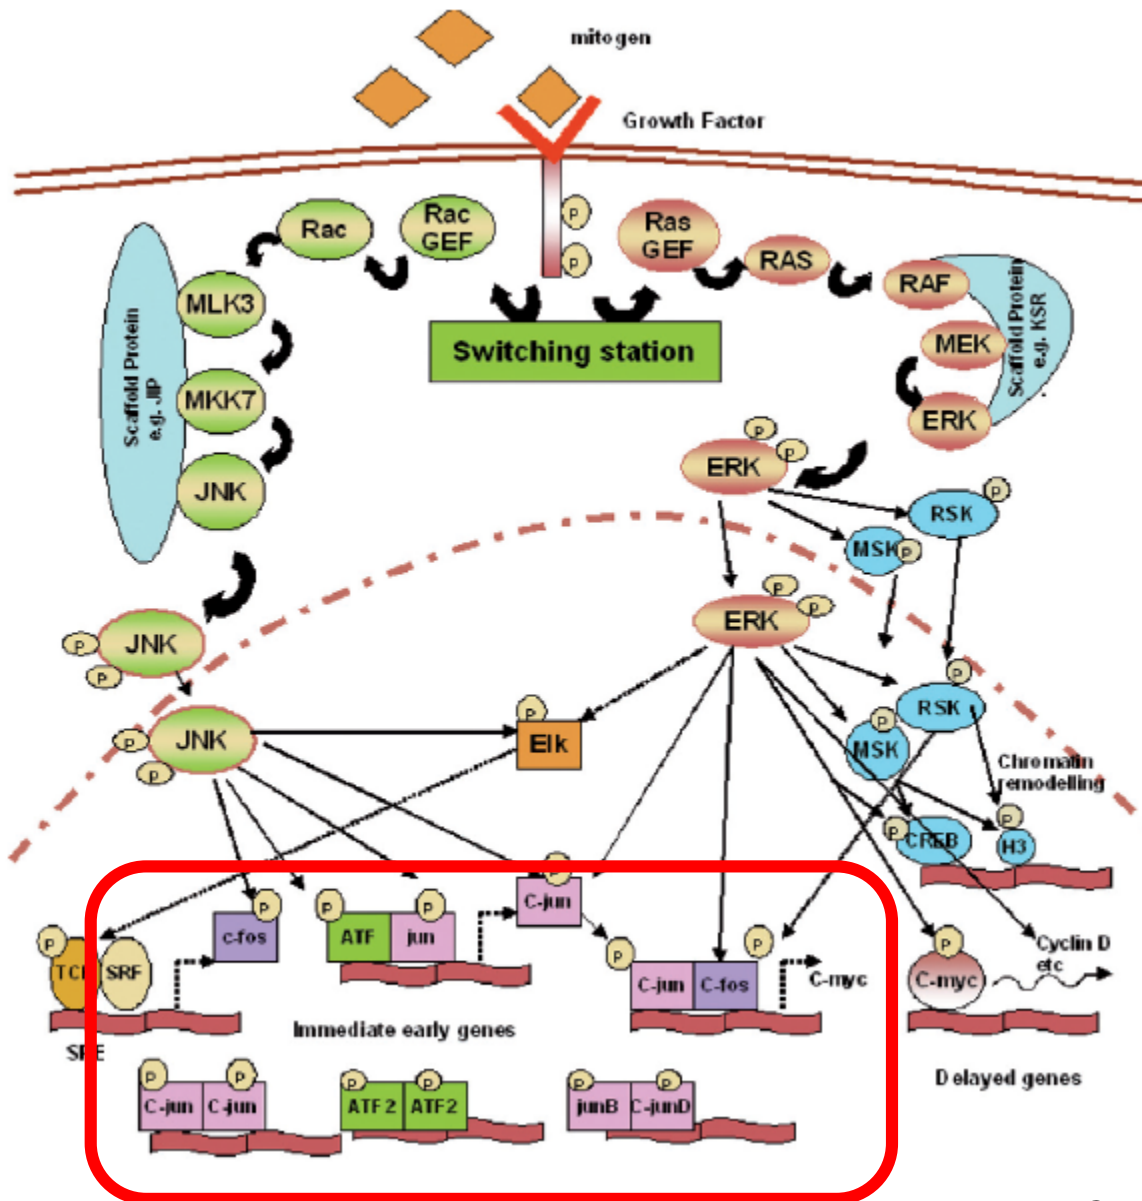 mitogen
Growth Factor
Rac
Rac
GEF
P
P
Ras
GEF
RAS
RAF
Scaffold Protein
e.g. KSR
MEK
ERK
Switching station
Scaffold Protein
e.g. JIP
MLK3
MKK7
JNK
P
P
ERK
P
RSK
MSK
P
P
P
ERK
P
P
JNK
P
RSK
P
MSK
P
Elk
P
P
JNK
Chromatin
remodelling
P
CREB
P
H3
P
C-jun
P
c-fos
P
P
ATF
jun
P
TCF
SRF
P
P
C-jun
C-fos
C-myc
P
C-myc
Cyclin D
etc
SRE
Immediate early genes
Delayed genes
P
P
C-jun
C-jun
P
P
ATF2
ATF2
P
P
junB
C-junD